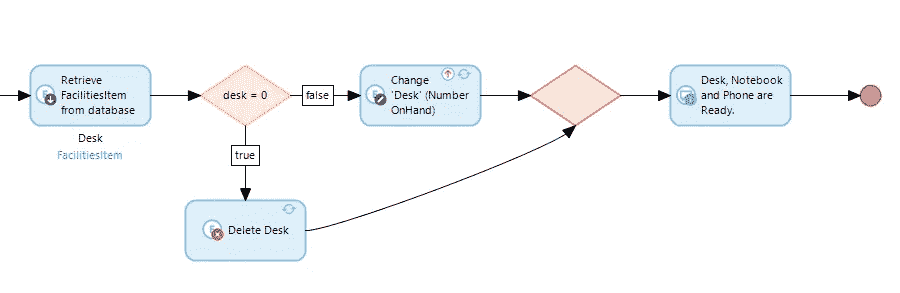 Retrieve
FacilitiesItem
from database
Desk
FacilitiesItem
desk = 0
false
true
Change
'Desk' (Number
OnHand)
Delete Desk
Desk, Notebook
and Phone are
Ready.